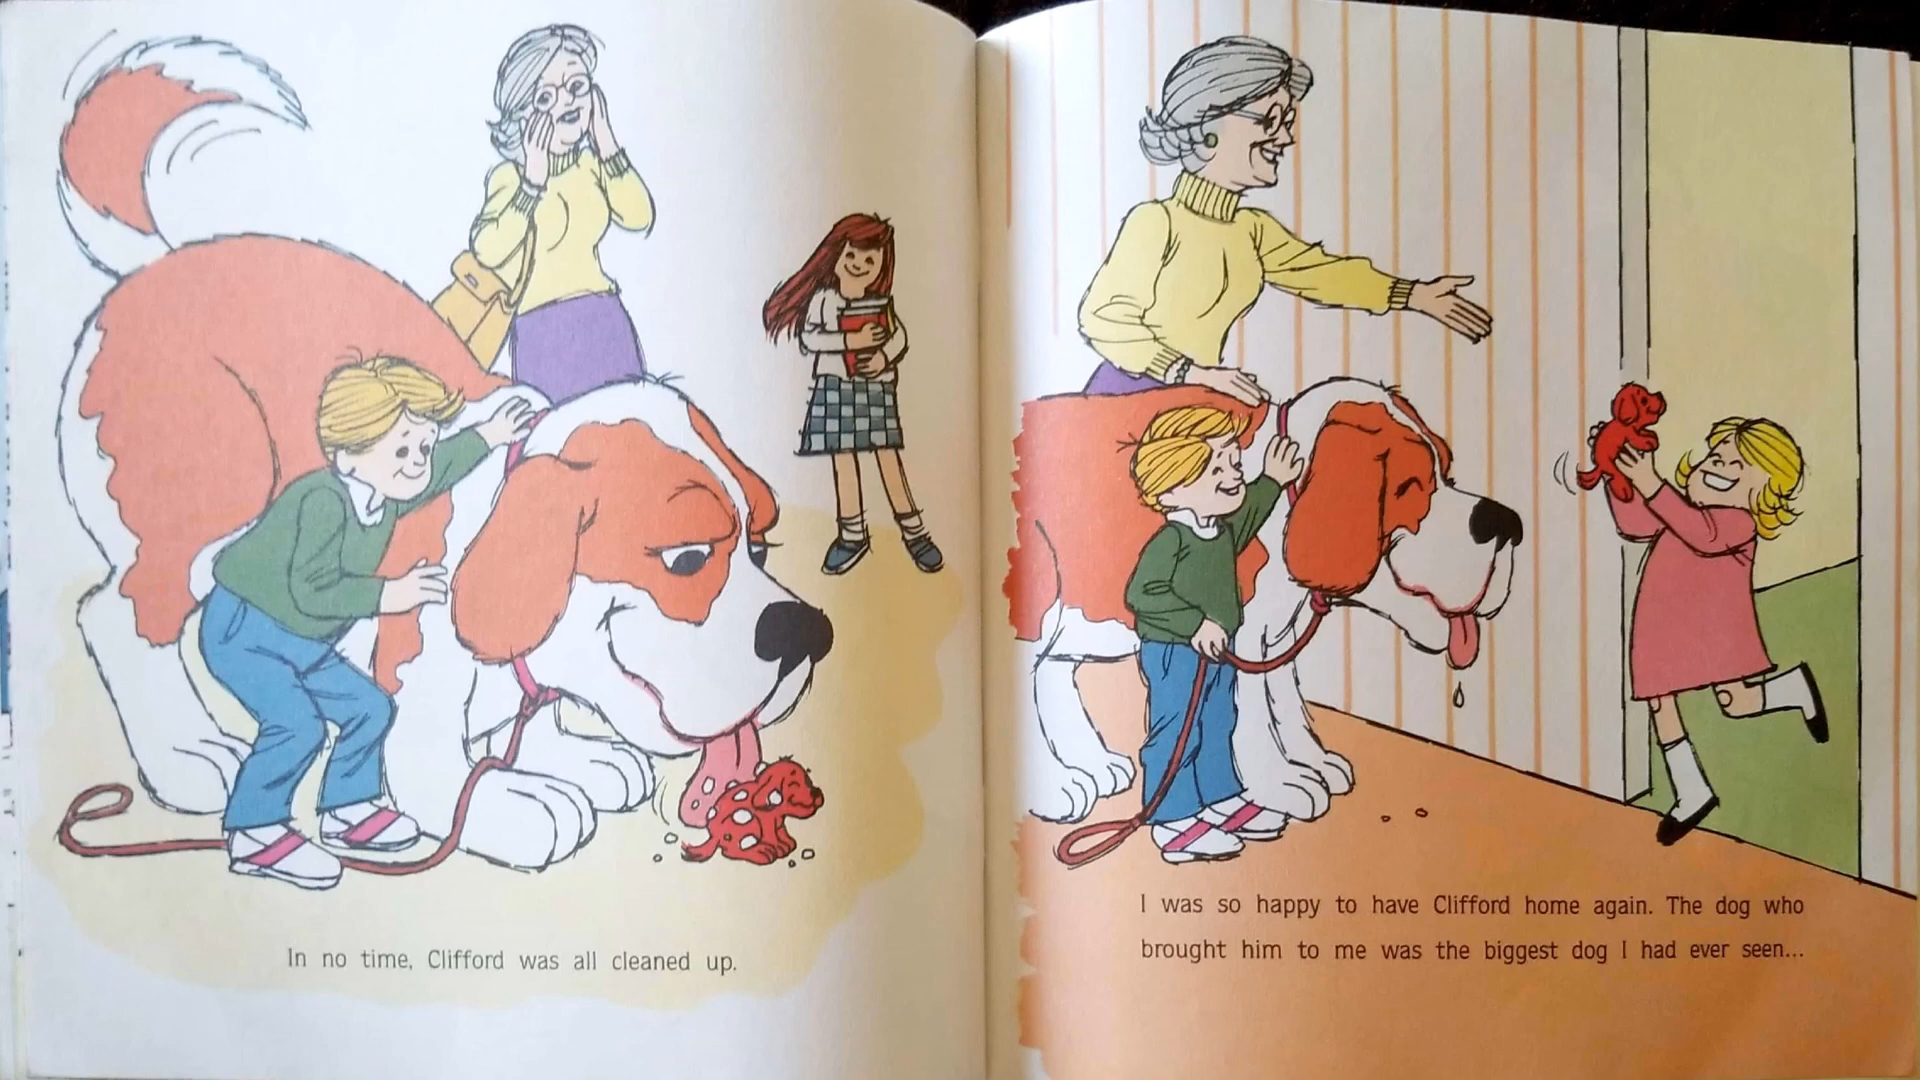 In no time, Clifford was all cleaned up.
I was so happy to have Clifford home again. The dog who
brought him to me was the biggest dog I had ever seen...